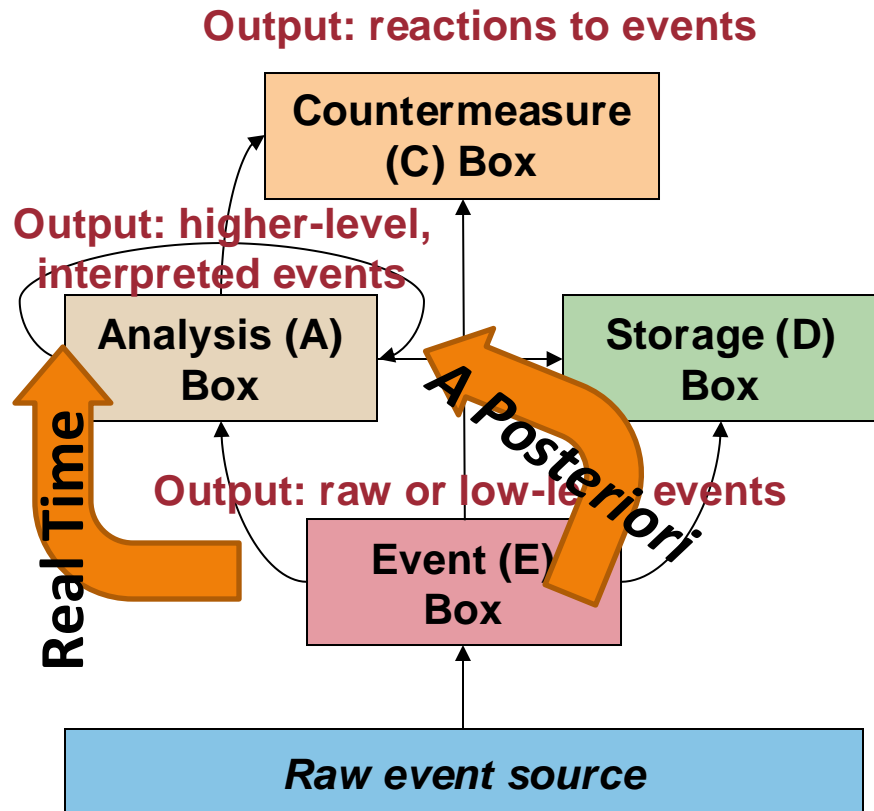 Output: reactions to events
Countermeasure
(C) Box
Output: higher-level,
interpreted events
Analysis (A)
Box
Storage (D)
Box
Real Time
A Posteriori
Output: raw or low-le events
Event (E)
Box
Raw event source